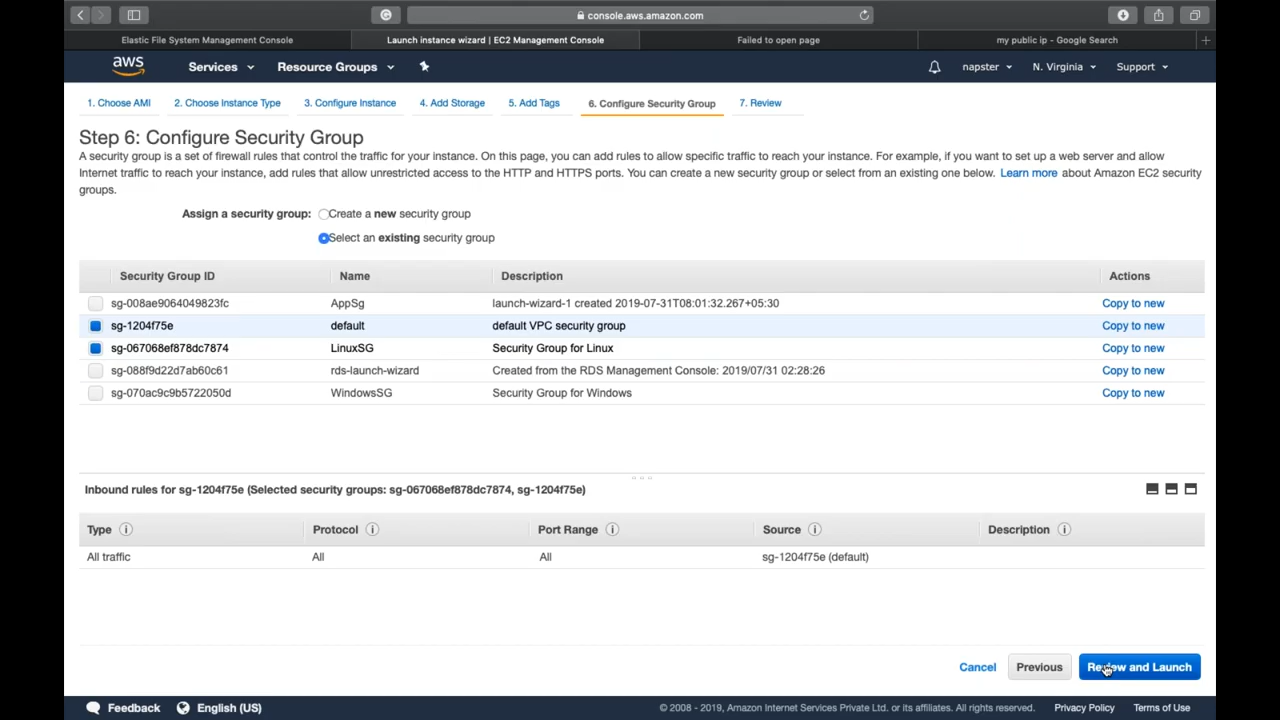 console.aws.amazon.com
Elastic File System Management Console
Launch instance wizard | EC2 Management Console
Failed to open page
my public ip - Google Search
aws
Services
Resource Groups
napster
N. Virginia
Support
1. Choose AMI
2. Choose Instance Type
3. Configure Instance
4. Add Storage
5. Add Tags
6. Configure Security Group
7. Review
Step 6: Configure Security Group
A security group is a set of firewall rules that control the traffic for your instance. On this page, you can add rules to allow specific traffic to reach your instance. For example, if you want to set up a web server and allow
Internet traffic to reach your instance, add rules that allow unrestricted access to the HTTP and HTTPS ports. You can create a new security group or select from an existing one below. Learn more about Amazon EC2 security
groups.
Assign a security group: Create a new security group
Select an existing security group
Security Group ID Name Description Actions
sg-008ae9064049823fc AppSg launch-wizard-1 created 2019-07-31T08:01:32.267+05:30 Copy to new
sg-1204f75e default default VPC security group Copy to new
sg-067068ef878dc7874 LinuxSG Security Group for Linux Copy to new
sg-088f9d22d7ab60c61 rds-launch-wizard Created from the RDS Management Console: 2019/07/31 02:28:26 Copy to new
sg-070ac9c9b5722050d WindowsSG Security Group for Windows Copy to new
Inbound rules for sg-1204f75e (Selected security groups: sg-067068ef878dc7874, sg-1204f75e)
Type Protocol Port Range Source Description
All traffic All All sg-1204f75e (default)
Cancel Previous Review and Launch
Feedback English (US) © 2008 - 2019, Amazon Internet Services Private Ltd. or its affiliates. All rights reserved. Privacy Policy Terms of Use